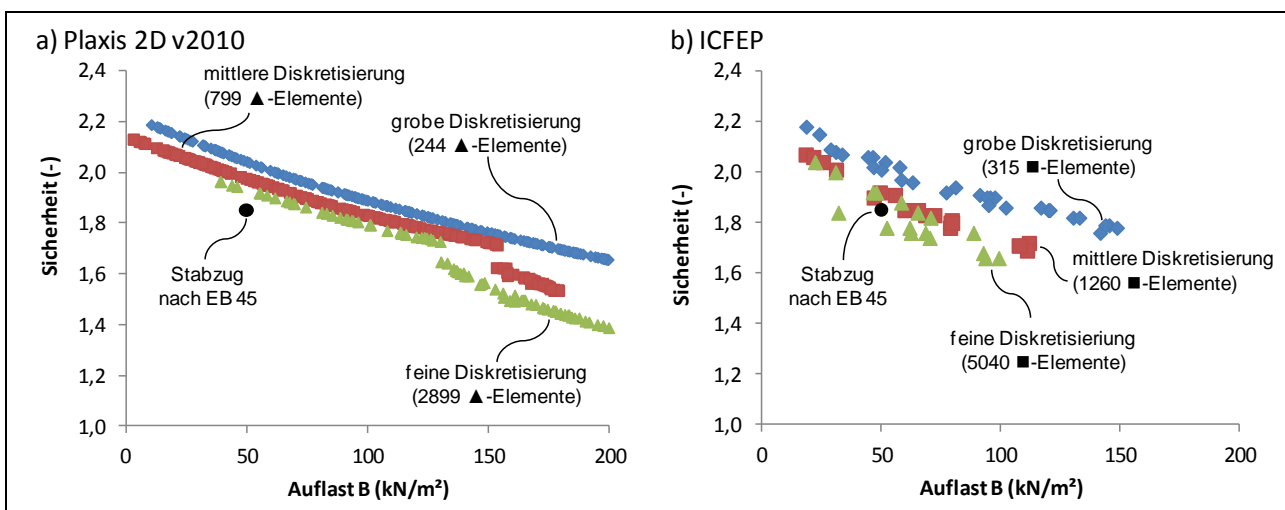 a) Plaxis 2D v2010
Sicherheit (-)
2,4
2,2
2,0
1,8
1,6
1,4
1,2
1,0
mittlere Diskretisierung
(799 ▲-Elemente)
grobe Diskretisierung
(244 ▲-Elemente)
Stabzug
nach EB 45
feine Diskretisierung
(2899 ▲-Elemente)
0 50 100 150 200
Auflast B (kN/m²)
b) ICFEP
Sicherheit (-)
2,4
2,2
2,0
1,8
1,6
1,4
1,2
1,0
grobe Diskretisierung
(315 ■-Elemente)
Stabzug
nach EB 45
mittlere Diskretisierung
(1260 ■-Elemente)
feine Diskretisieriung
(5040 ■-Elemente)
0 50 100 150 200
Auflast B (kN/m²)